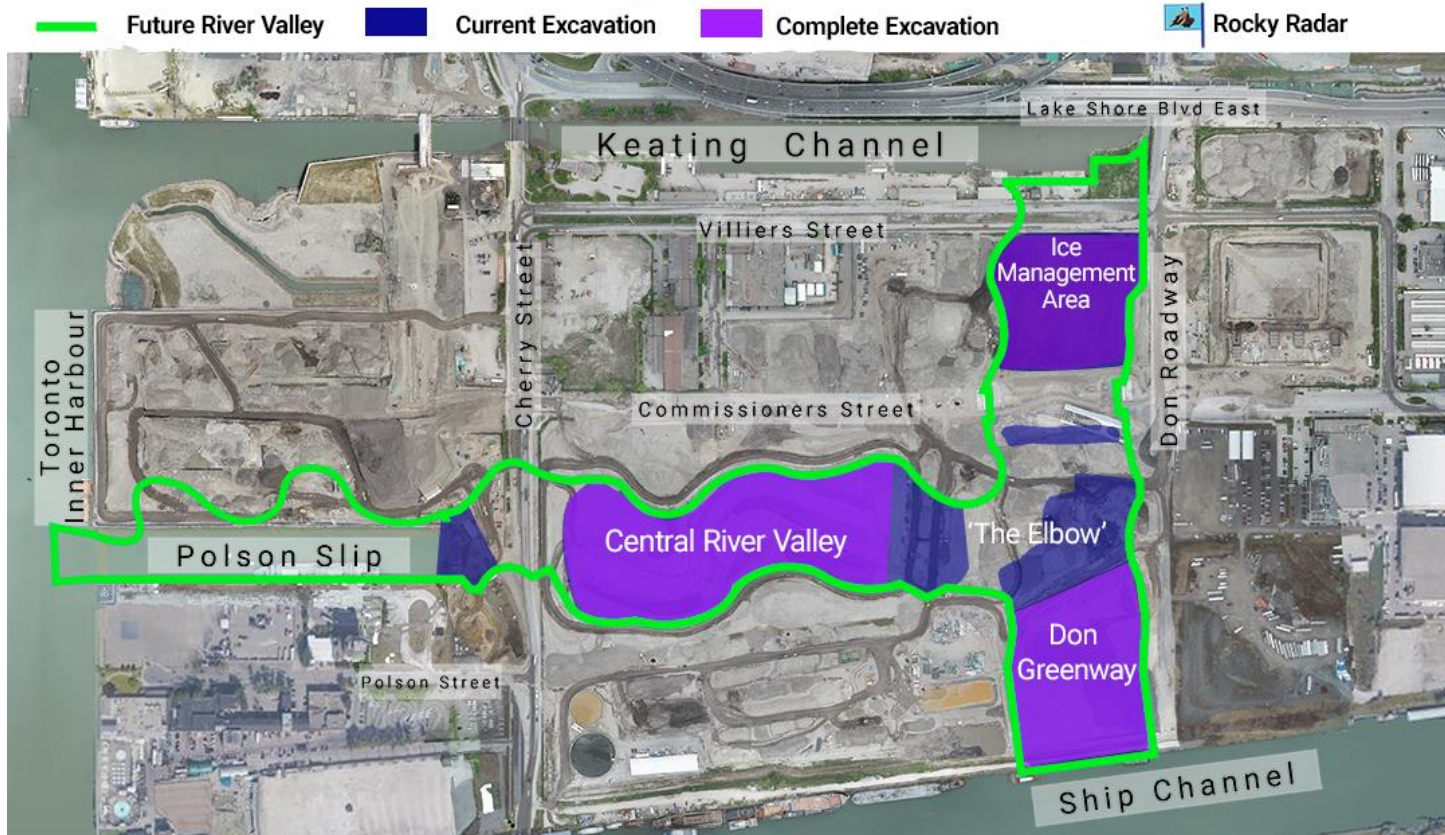 Future River Valley
Current Excavation
Complete Excavation
Rocky Radar
Lake Shore Blvd East
Keating Channel
Villiers Street
Ice
Management
Area
Cherry Street
Don Roadway
Toronto
Inner Harbour
Commissioners Street
Central River Valley
'The Elbow'
Polson Slip
Don
Greenway
Polson Street
Ship Channel